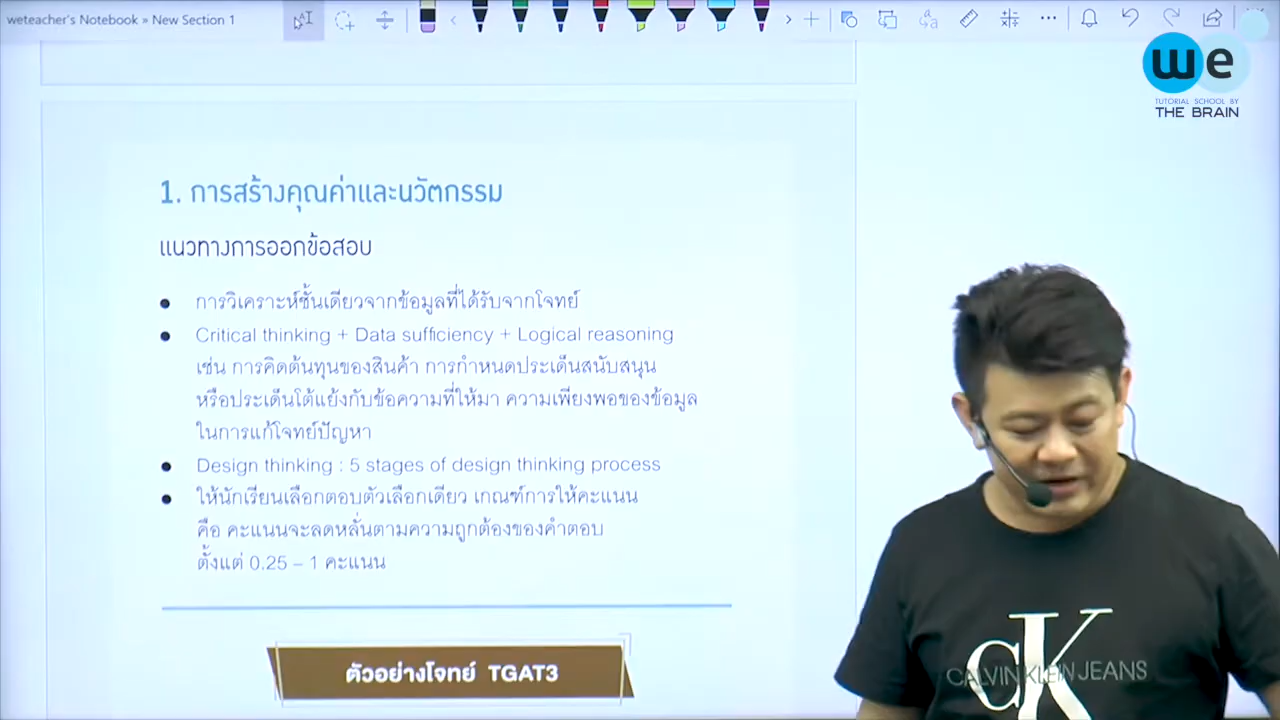 weteacher's Notebook » New Section 1
we
TUTORIAL SCHOOL BY
THE BRAIN
1. การสร้างคุณค่าและนวัตกรรม
แนวทางการออกข้อสอบ
● การวิเคราะห์ชั้นเดียวจากข้อมูลที่ได้รับจากโจทย์
● Critical thinking + Data sufficiency + Logical reasoning
เช่น การคิดต้นทุนของสินค้า การกำหนดประเด็นสนับสนุน
หรือประเด็นโต้แย้งกับข้อความที่ให้มา ความเพียงพอของข้อมูล
ในการแก้โจทย์ปัญหา
● Design thinking : 5 stages of design thinking process
● ให้นักเรียนเลือกตอบตัวเลือกเดียว เกณฑ์การให้คะแนน
คือ คะแนนจะลดหลั่นตามความถูกต้องของคำตอบ
ตั้งแต่ 0.25 – 1 คะแนน
ตัวอย่างโจทย์ TGAT3
CK
CALVIN KLEIN JEANS